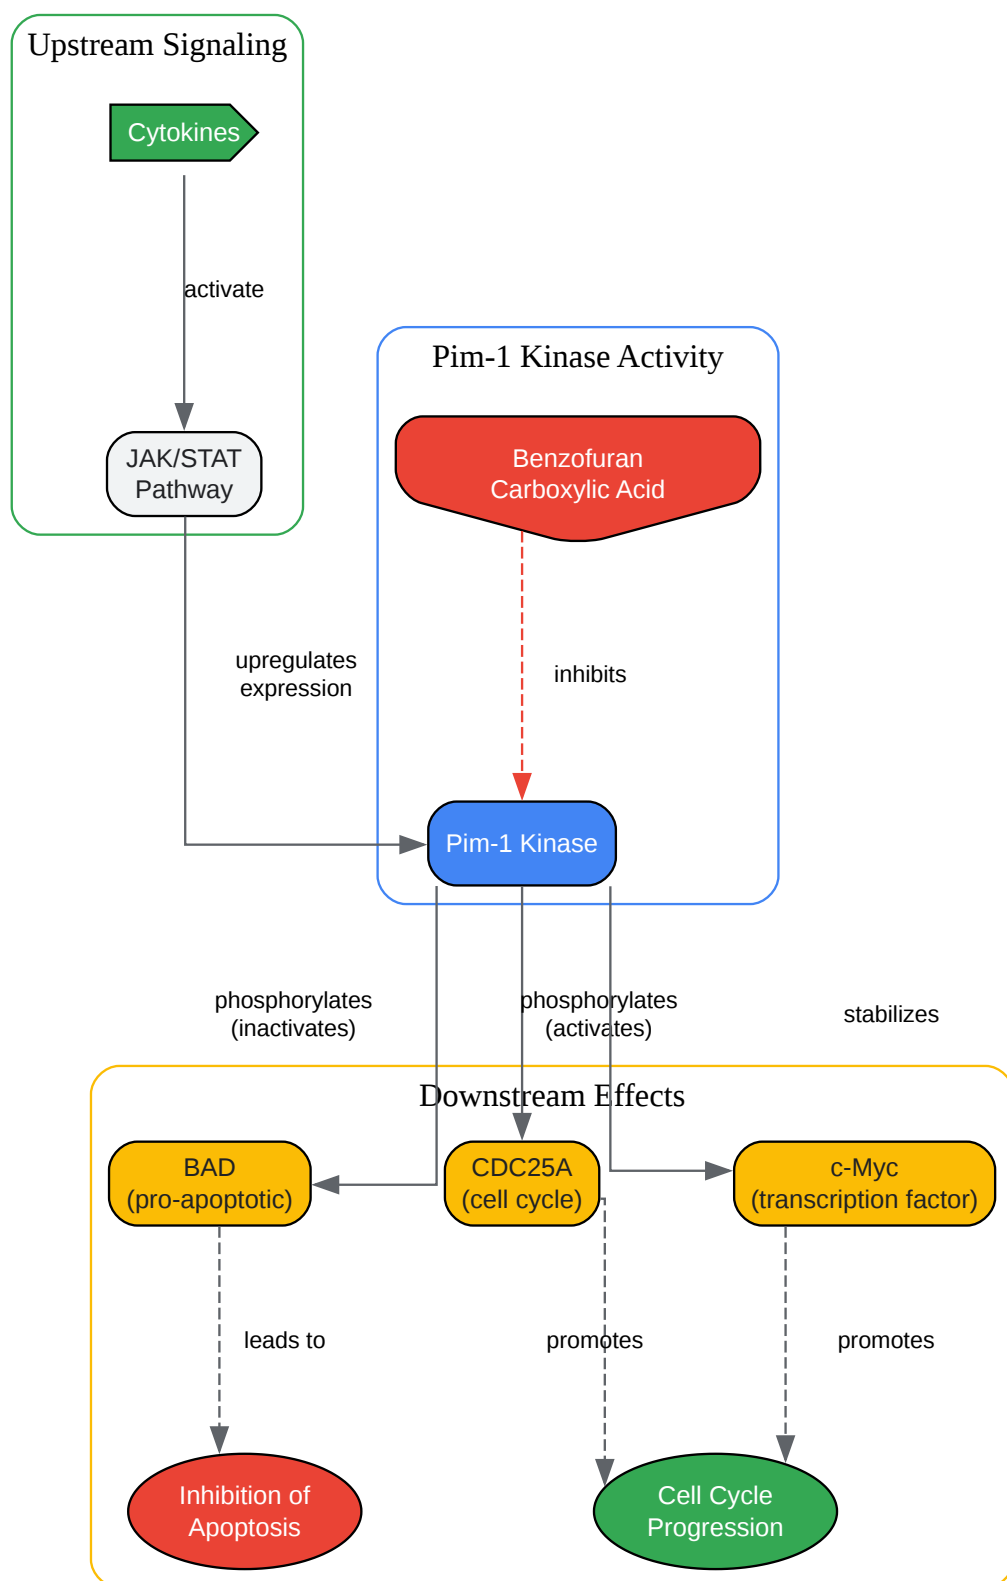 Upstream Signaling
Cytokines
activate
Pim-1 Kinase Activity
JAK/STAT
Pathway
Benzofuran
Carboxylic Acid
upregulates
expression
inhibits
Pim-1 Kinase
phosphorylates
(inactivates)
phosphorylates
(activates)
stabilizes
Downstream Effects
BAD
(pro-apoptotic)
CDC25A
(cell cycle)
c-Myc
(transcription factor)
leads to
promotes
promotes
Inhibition of
Apoptosis
Cell Cycle
Progression